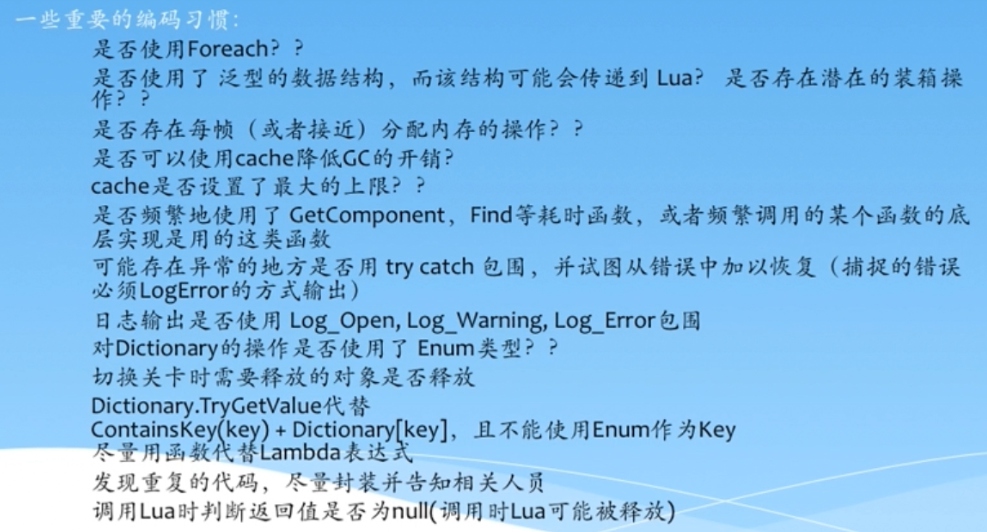 一些重要的编码习惯：
是否使用Foreach？？
是否使用了 泛型的数据结构，而该结构可能会传递到 Lua？ 是否存在潜在的装箱操
作？？
是否存在每帧（或者接近）分配内存的操作？？
是否可以使用cache降低GC的开销？
cache是否设置了最大的上限？？
是否频繁地使用了 GetComponent，Find等耗时函数，或者频繁调用的某个函数的底
层实现是用的这类函数
可能存在异常的地方是否用 try catch 包围，并试图从错误中加以恢复（捕捉的错误
必须LogError的方式输出）
日志输出是否使用 Log_Open, Log_Warning, Log_Error包围
对Dictionary的操作是否使用了 Enum类型？？
切换关卡时需要释放的对象是否释放
Dictionary.TryGetValue代替
ContainsKey(key) + Dictionary[key]，且不能使用Enum作为Key
尽量用函数代替Lambda表达式
发现重复的代码，尽量封装并告知相关人员
调用Lua时判断返回值是否为null(调用时Lua可能被释放)